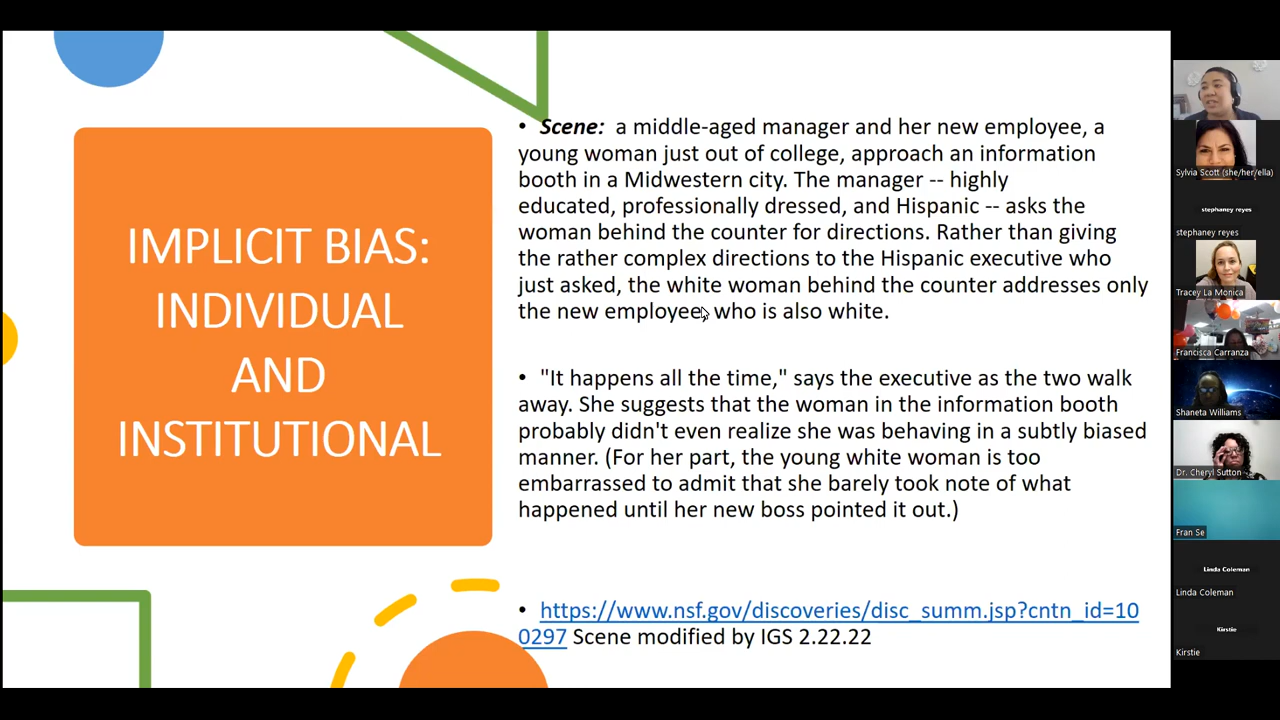 IMPLICIT BIAS:
INDIVIDUAL
AND
INSTITUTIONAL
• Scene: a middle-aged manager and her new employee, a
young woman just out of college, approach an information
booth in a Midwestern city. The manager -- highly
educated, professionally dressed, and Hispanic -- asks the
woman behind the counter for directions. Rather than giving
the rather complex directions to the Hispanic executive who
just asked, the white woman behind the counter addresses only
the new employee, who is also white.
• "It happens all the time," says the executive as the two walk
away. She suggests that the woman in the information booth
probably didn't even realize she was behaving in a subtly biased
manner. (For her part, the young white woman is too
embarrassed to admit that she barely took note of what
happened until her new boss pointed it out.)
• https://www.nsf.gov/discoveries/disc_summ.jsp?cntn_id=10
0297 Scene modified by IGS 2.22.22
Sylvia Scott (she/her/ella)
stephaney reyes
stephaney reyes
Tracey La Monica
Francisca Carranza
Shaneta Williams
Dr. Cheryl Sutton
Fran Se
Linda Coleman
Linda Coleman
Kirstie
Kirstie